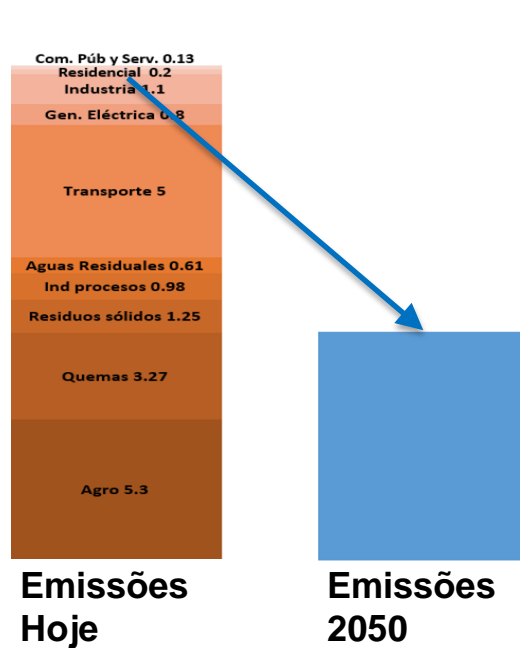 Com. Púb y Serv. 0.13
Residencial 0.2
Industria 1.1
Gen. Eléctrica 0.8
Transporte 5
Aguas Residuales 0.61
Ind procesos 0.98
Residuos sólidos 1.25
Quemas 3.27
Agro 5.3
Emissões
Hoje
Emissões
2050